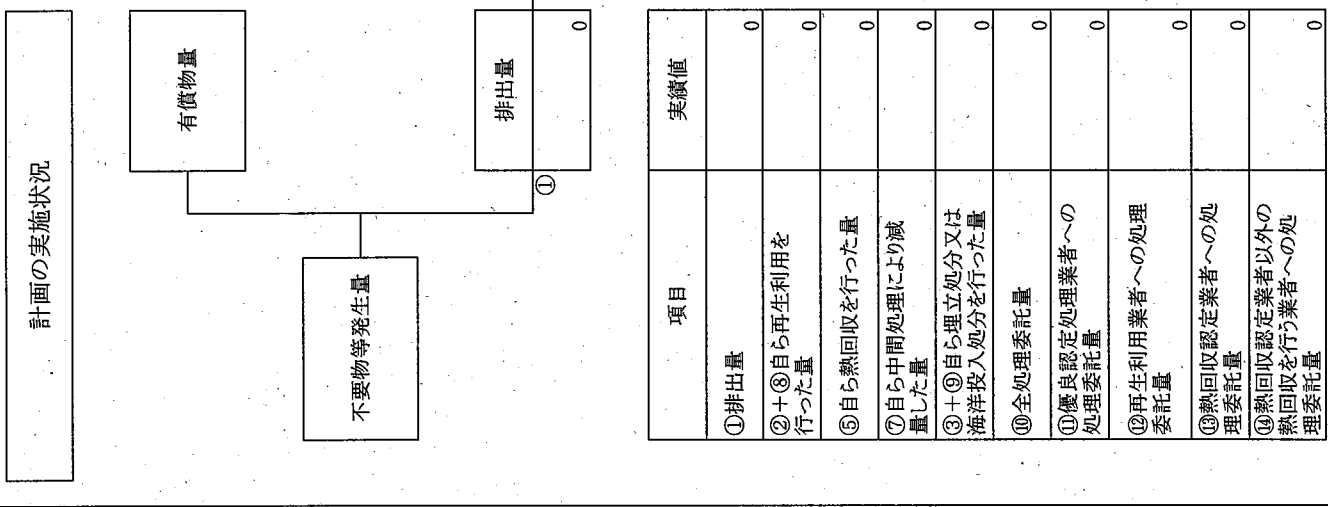 計画の実施状況
有償物量
不要物等発生量
排出量
①
0
項目
実績値
①排出量
0
②+⑧自ら再生利用を
行った量
0
⑤自ら熱回収を行った量
0
⑦自ら中間処理により減
量した量
0
③+⑨自ら埋立処分又は
海洋投入処分を行った量
0
⑩全処理委託量
0
⑪優良認定処理業者への
処理委託量
0
⑫再生利用業者への処理
委託量
0
⑬熱回収認定業者への処
理委託量
0
⑭熱回収認定業者以外の
熱回収を行う業者への処
理委託量
0